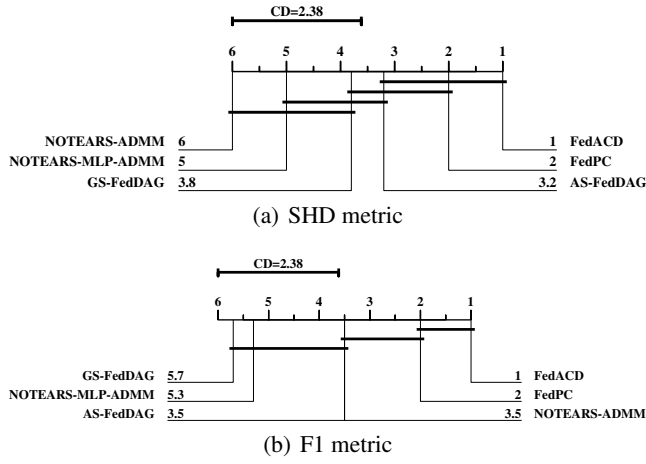 CD=2.38
6 5 4 3 2 1
NOTEARS-ADMM 6 1 FedACD
NOTEARS-MLP-ADMM 5 2 FedPC
GS-FedDAG 3.8 3.2 AS-FedDAG
(a) SHD metric
CD=2.38
6 5 4 3 2 1
GS-FedDAG 5.7 1 FedACD
NOTEARS-MLP-ADMM 5.3 2 FedPC
AS-FedDAG 3.5 3.5 NOTEARS-ADMM
(b) F1 metric